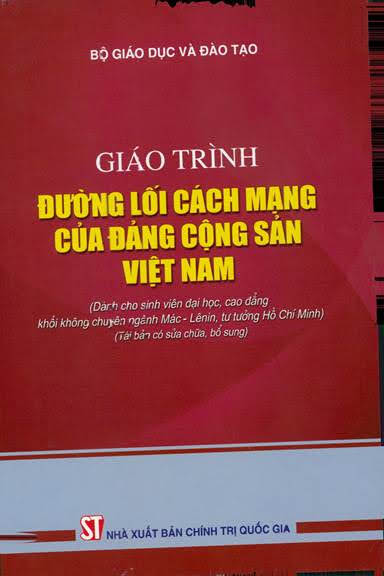 BỘ GIÁO DỤC VÀ ĐÀO TẠO
GIÁO TRÌNH
ĐƯỜNG LỐI CÁCH MẠNG
CỦA ĐẢNG CỘNG SẢN
VIỆT NAM
(Dành cho sinh viên đại học, cao đẳng
khối không chuyên ngành Mác - Lênin, tư tưởng Hồ Chí Minh)
(Tái bản có sửa chữa, bổ sung)
ST NHÀ XUẤT BẢN CHÍNH TRỊ QUỐC GIA